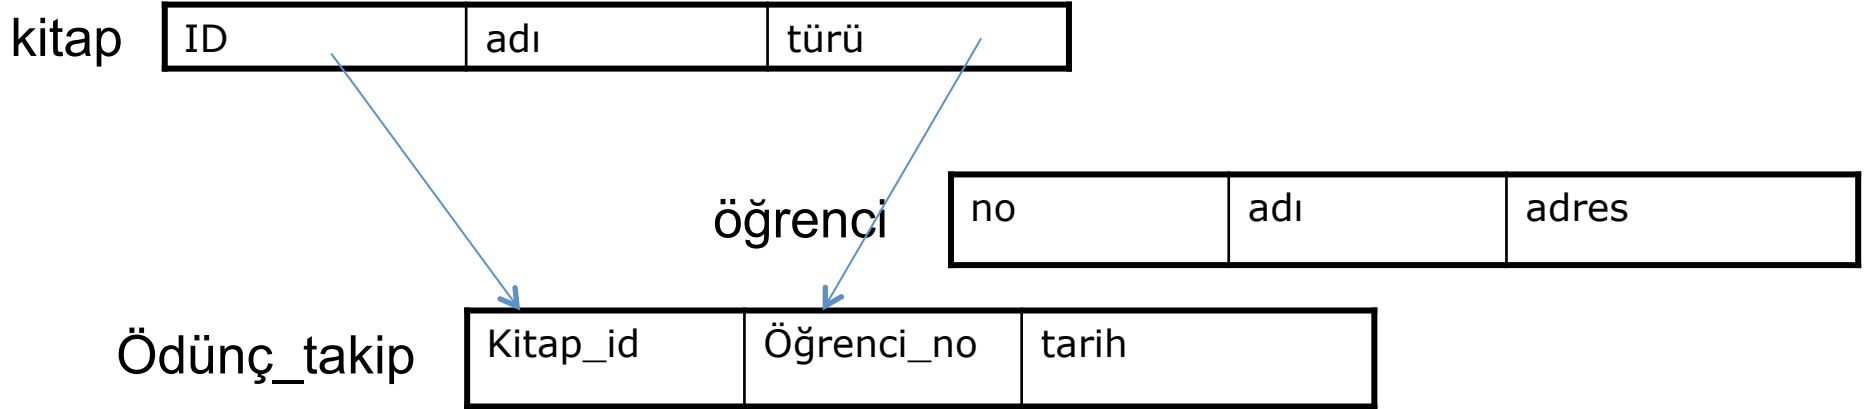 kitap ID adı türü
öğrenci no adı adres
Ödünç_takip Kitap_id Öğrenci_no tarih